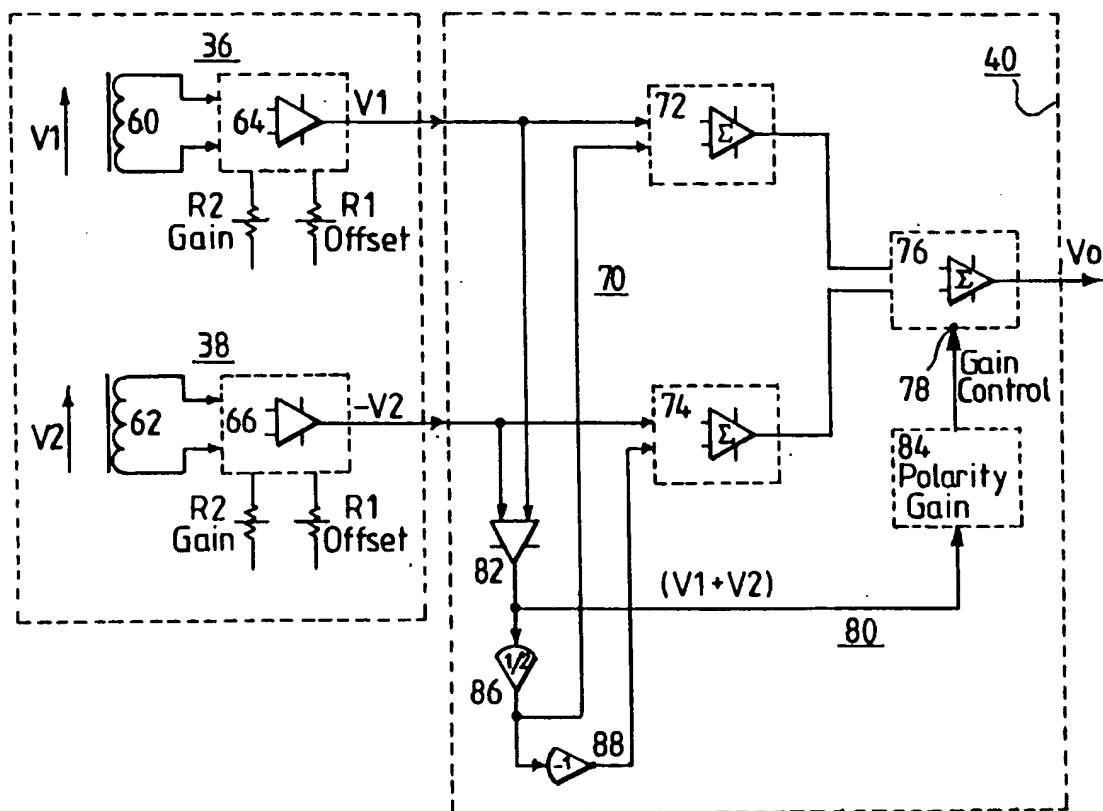 36
40
V1
60
64
V1
72
Σ
R2
Gain
R1
Offset
70
76
Σ
Vo
38
V2
62
66
-V2
74
Σ
78
Gain
Control
84
Polarity
Gain
R2
Gain
R1
Offset
82
(V1+V2)
80
1/2
86
-1
88